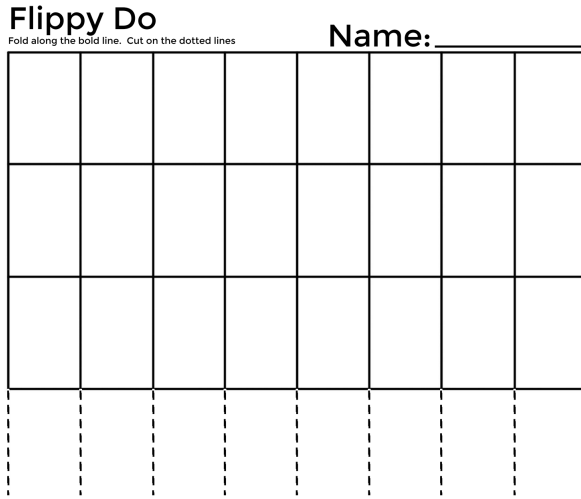 Flippy Do
Fold along the bold line.  Cut on the dotted lines
Name: